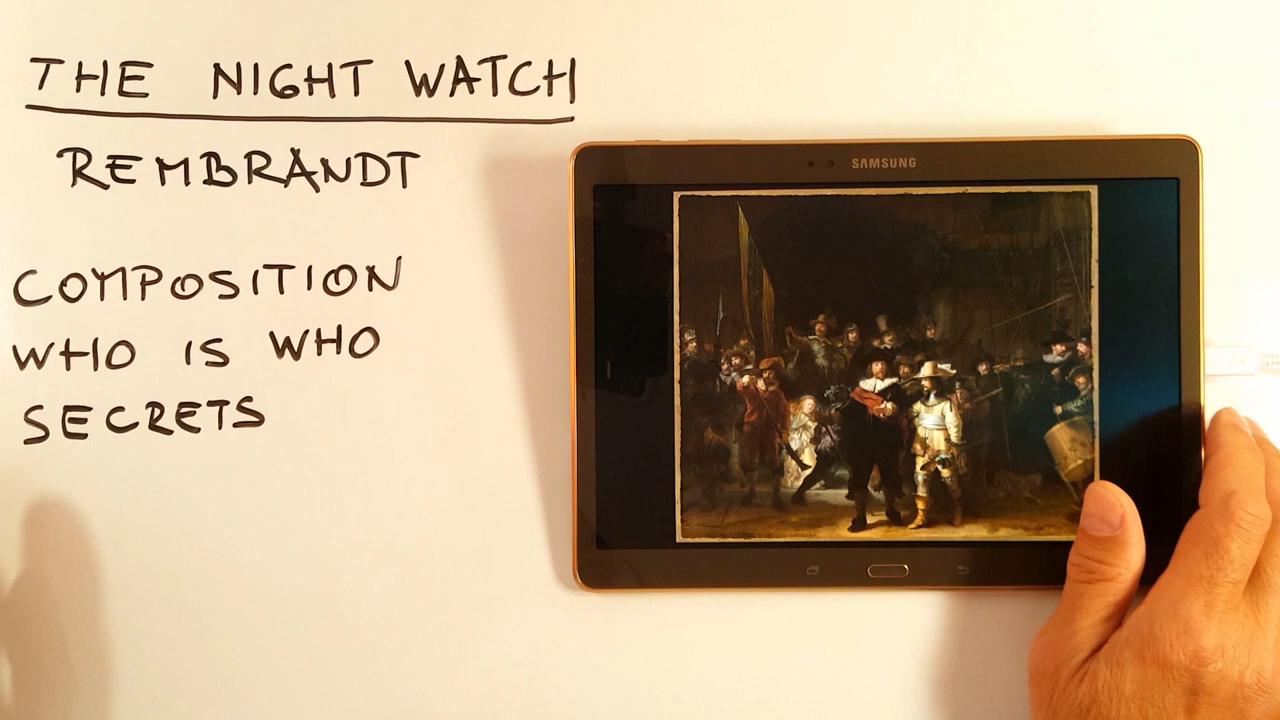 THE NIGHT WATCH
REMBRANDT
COMPOSITION
WHO IS WHO
SECRETS
SAMSUNG